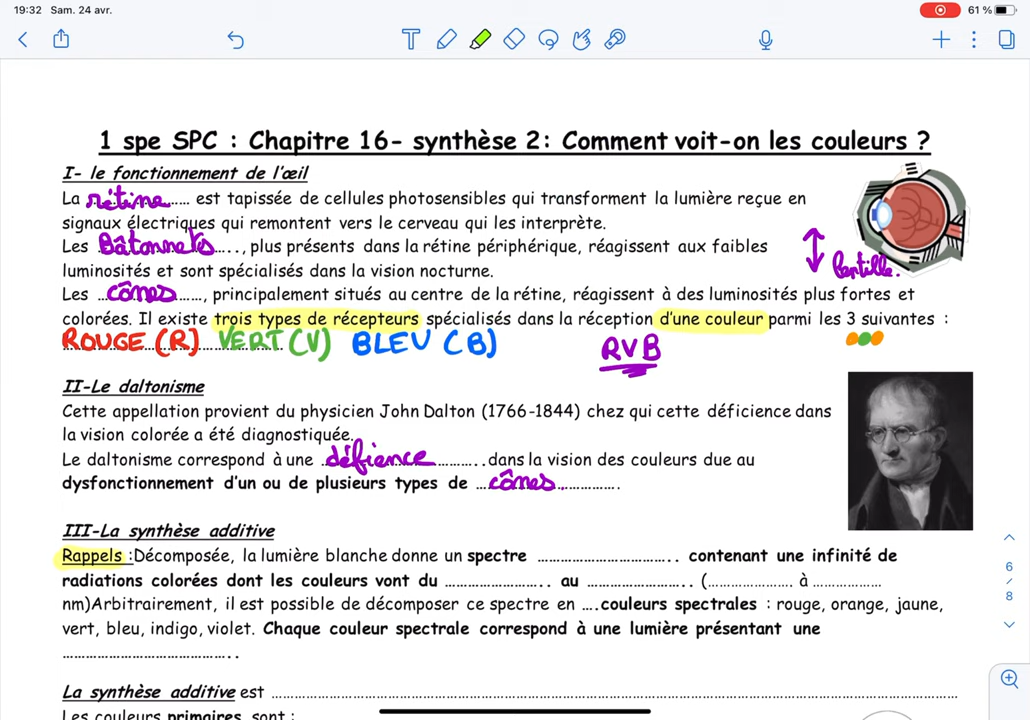 19:32 Sam. 24 avr.
61 %
1 spe SPC : Chapitre 16- synthèse 2: Comment voit-on les couleurs ?
I- le fonctionnement de l'œil
La rétine ..... est tapissée de cellules photosensibles qui transforment la lumière reçue en
signaux électriques qui remontent vers le cerveau qui les interprète.
Les Bâtonnets ....., plus présents dans la rétine périphérique, réagissent aux faibles
luminosités et sont spécialisés dans la vision nocturne.
lentille.
Les ...cônes......, principalement situés au centre de la rétine, réagissent à des luminosités plus fortes et
colorées. Il existe trois types de récepteurs spécialisés dans la réception d'une couleur parmi les 3 suivantes :
ROUGE (R) VERT (V) BLEU (B) RVB
II-Le daltonisme
Cette appellation provient du physicien John Dalton (1766-1844) chez qui cette déficience dans
la vision colorée a été diagnostiquée.
Le daltonisme correspond à une ...défience............. dans la vision des couleurs due au
dysfonctionnement d'un ou de plusieurs types de ...cônes.................
III-La synthèse additive
Rappels :Décomposée, la lumière blanche donne un spectre ................................... contenant une infinité de
radiations colorées dont les couleurs vont du .......................... au .......................... (...................... à ..................
nm)Arbitrairement, il est possible de décomposer ce spectre en ....couleurs spectrales : rouge, orange, jaune,
vert, bleu, indigo, violet. Chaque couleur spectrale correspond à une lumière présentant une
............................................
La synthèse additive est ....................................................................................................
Les couleurs primaires sont :
T
6
/
8